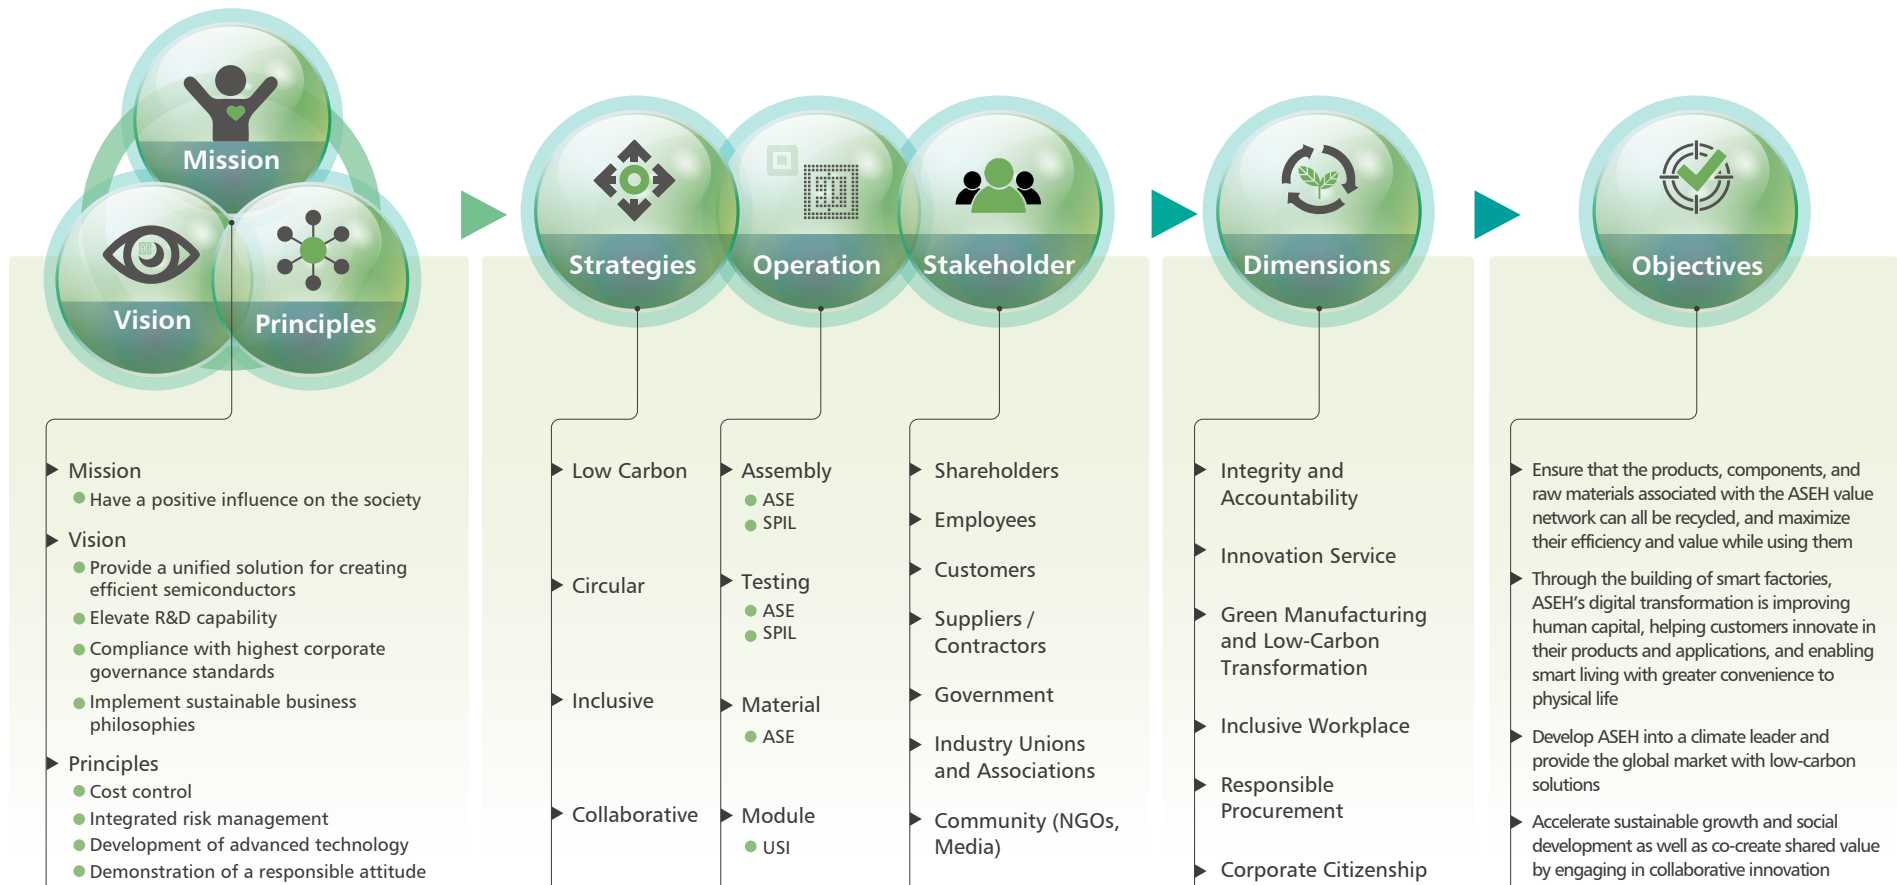 Mission
Vision
Principles
Strategies
Operation
Stakeholder
Dimensions
Objectives
Mission
Have a positive influence on the society
Vision
Provide a unified solution for creating
efficient semiconductors
Elevate R&D capability
Compliance with highest corporate
governance standards
Implement sustainable business
philosophies
Principles
Cost control
Integrated risk management
Development of advanced technology
Demonstration of a responsible attitude
Low Carbon
Circular
Inclusive
Collaborative
Assembly
ASE
SPIL
Testing
ASE
SPIL
Material
ASE
Module
USI
Shareholders
Employees
Customers
Suppliers /
Contractors
Government
Industry Unions
and Associations
Community (NGOs,
Media)
Integrity and
Accountability
Innovation Service
Green Manufacturing
and Low-Carbon
Transformation
Inclusive Workplace
Responsible
Procurement
Corporate Citizenship
Ensure that the products, components, and
raw materials associated with the ASEH value
network can all be recycled, and maximize
their efficiency and value while using them
Through the building of smart factories,
ASEH’s digital transformation is improving
human capital, helping customers innovate in
their products and applications, and enabling
smart living with greater convenience to
physical life
Develop ASEH into a climate leader and
provide the global market with low-carbon
solutions
Accelerate sustainable growth and social
development as well as co-create shared value
by engaging in collaborative innovation